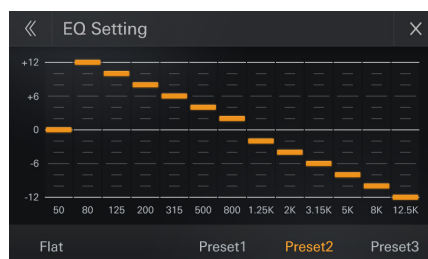 « EQ Setting X
+12
+6
0
-6
-12
50 80 125 200 315 500 800 1.25K 2K 3.15K 5K 8K 12.5K
Flat Preset1 Preset2 Preset3